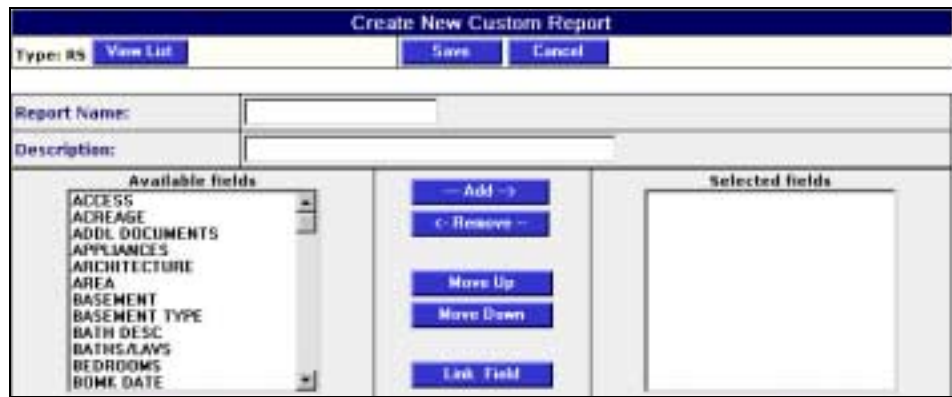 Create New Custom Report
Type: RS View List Save Cancel
Report Name:
Description:
Available fields
ACCESS
ACREAGE
ADDL DOCUMENTS
APPLIANCES
ARCHITECTURE
AREA
BASEMENT
BASEMENT TYPE
BATH DESC
BATHS/LAVS
BEDROOMS
BOMK DATE
-- Add ->
<- Remove --
Move Up
Move Down
Link Field
Selected fields